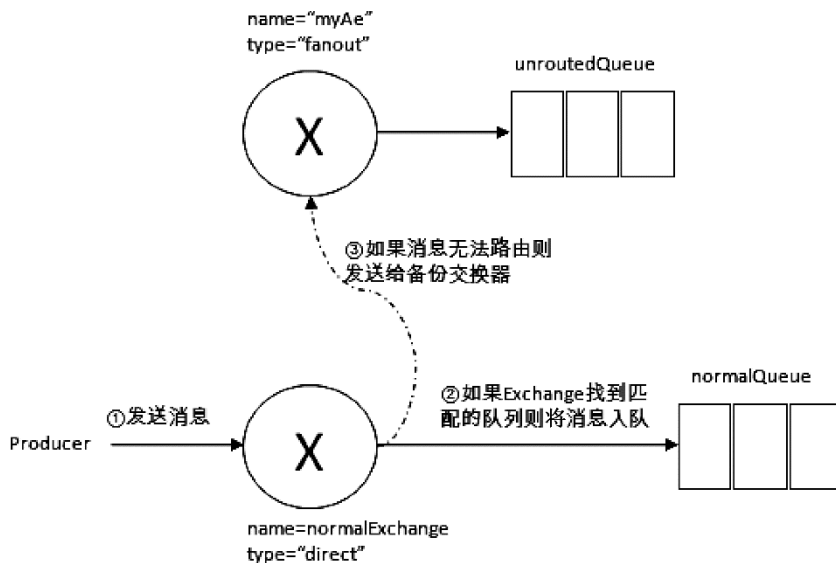 name=“myAe”
type=“fanout”
unroutedQueue
X
③如果消息无法路由则
发送给备份交换器
normalQueue
②如果Exchange找到匹
配的队列则将消息入队
①发送消息
Producer
X
name=normalExchange
type=“direct”